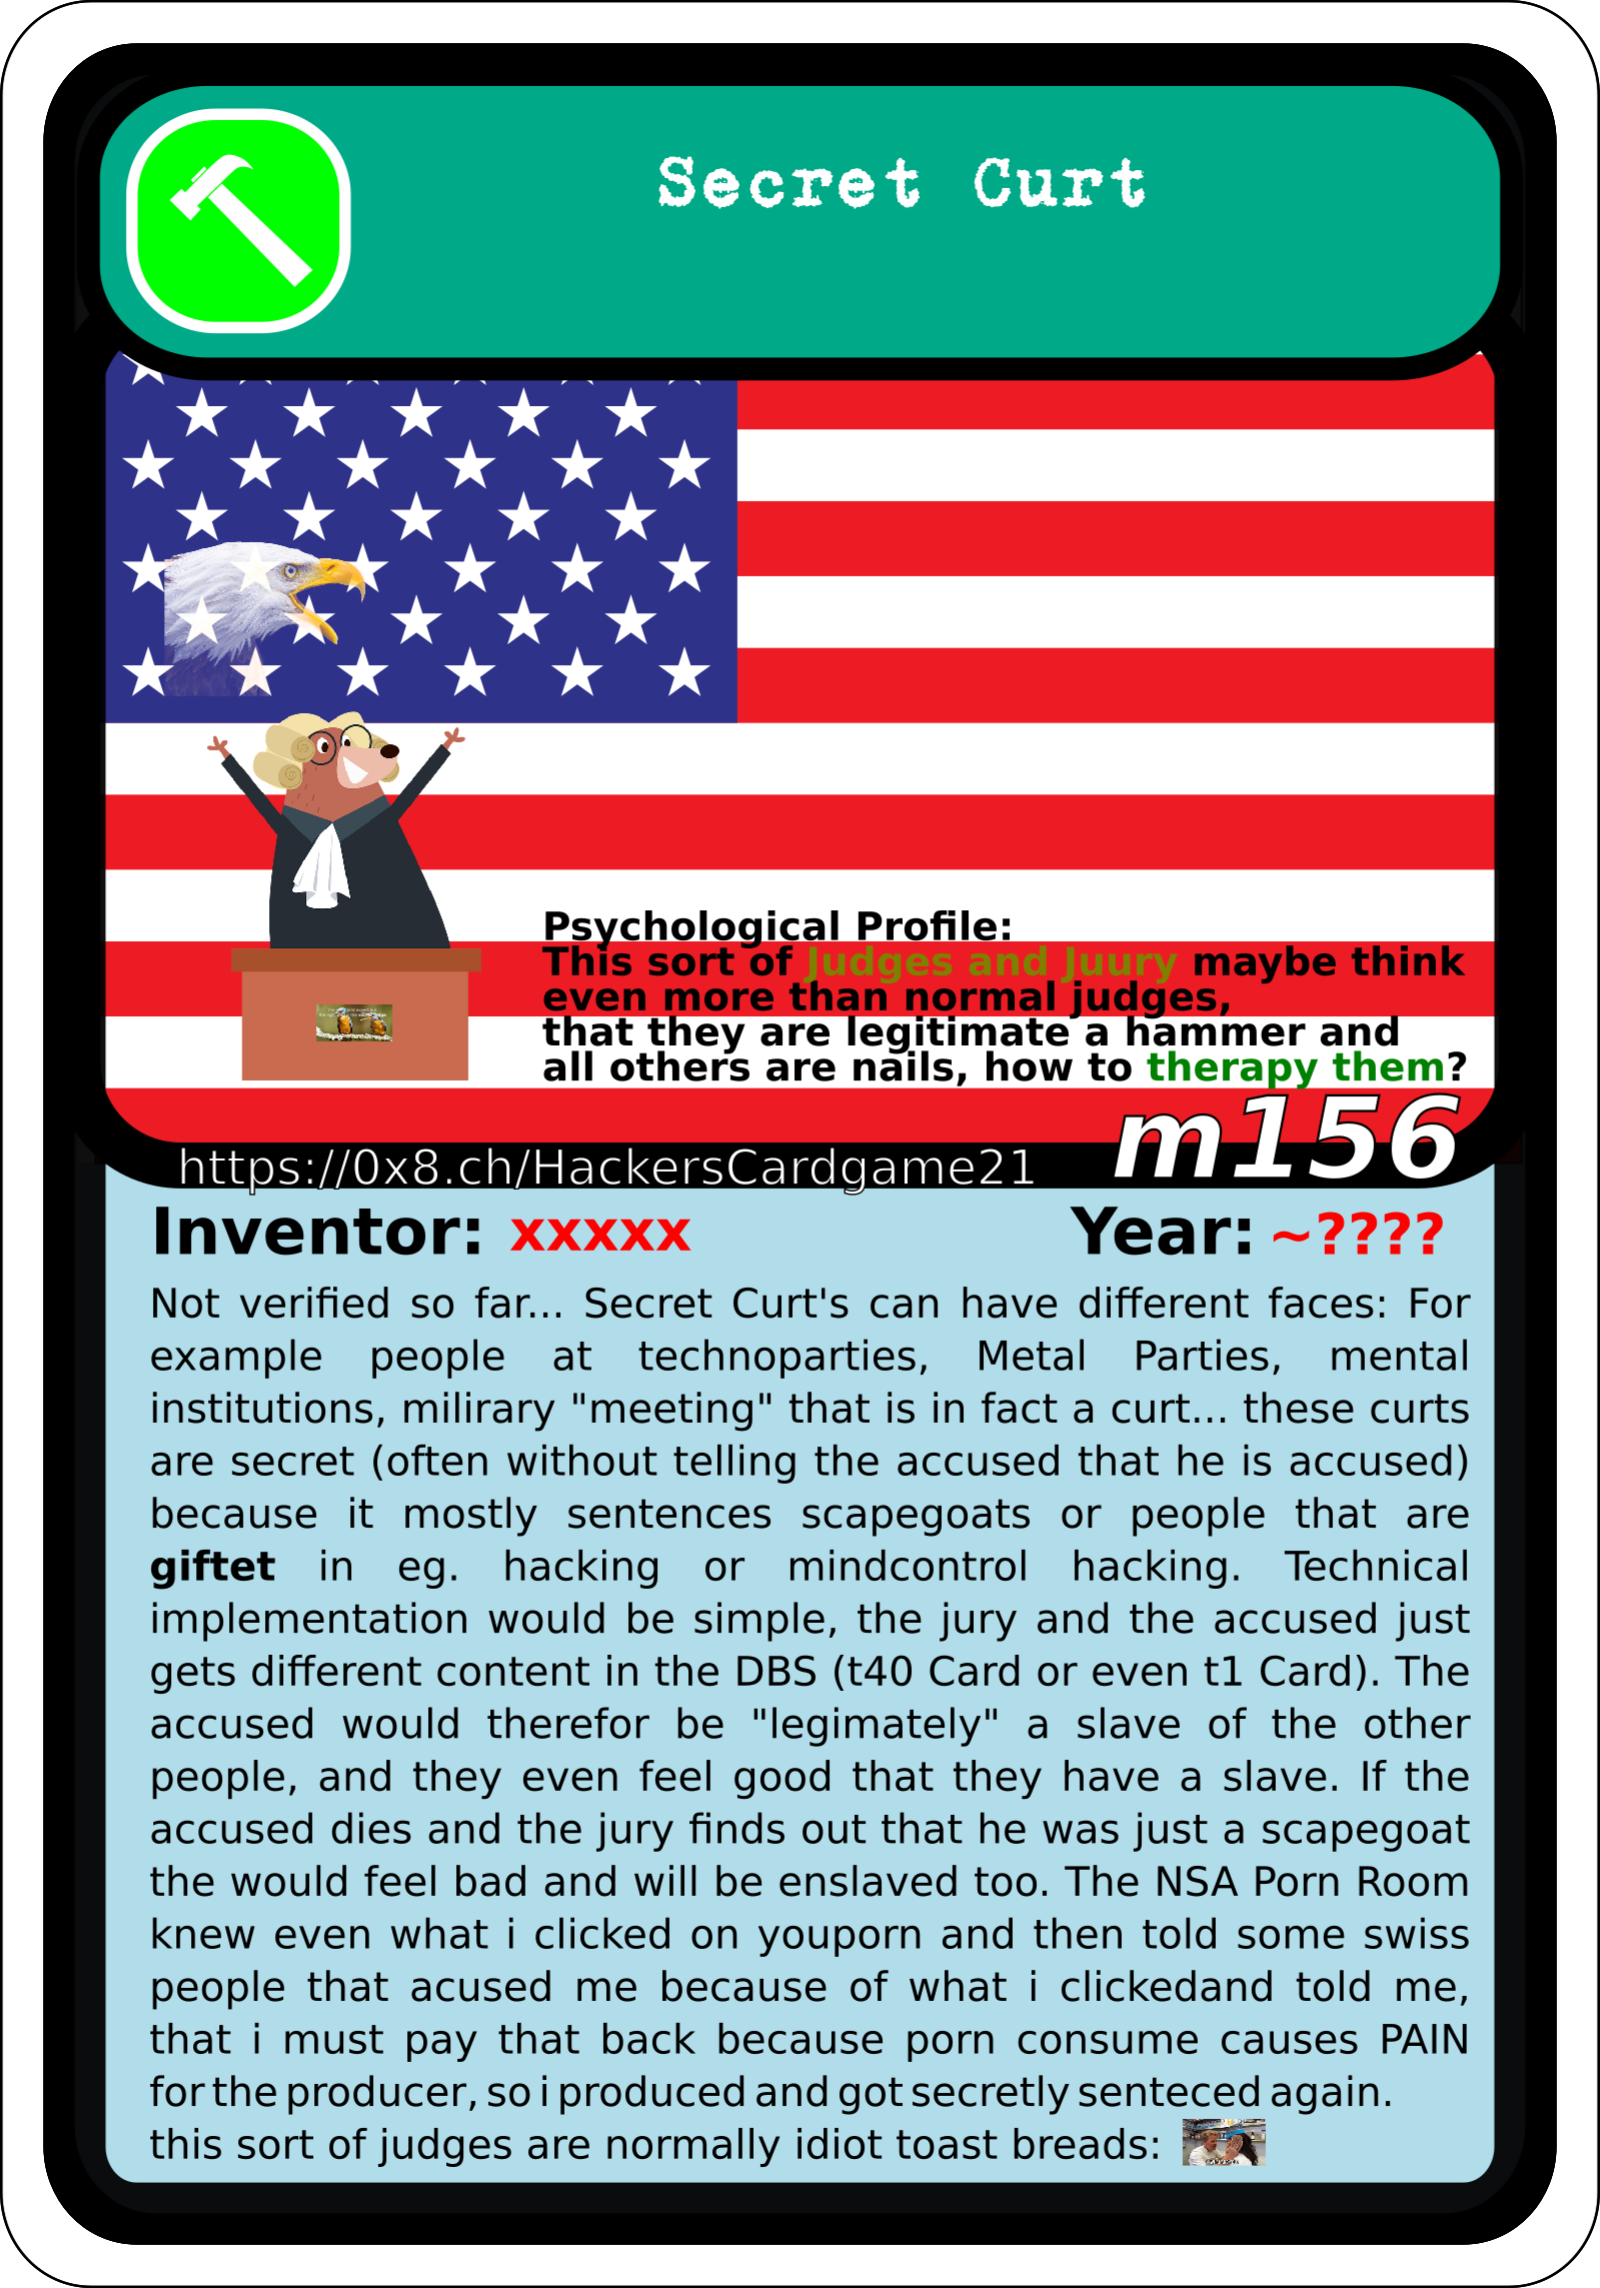 Secret Curt
Psychological Profile:
This sort of Judges and Juury maybe think
even more than normal judges,
that they are legitimate a hammer and
all others are nails, how to therapy them?
m156
https://0x8.ch/HackersCardgame21
Inventor: xxxxx Year: ~????
Not verified so far... Secret Curt's can have different faces: For
example people at technoparties, Metal Parties, mental
institutions, milirary "meeting" that is in fact a curt... these curts
are secret (often without telling the accused that he is accused)
because it mostly sentences scapegoats or people that are
giftet in eg. hacking or mindcontrol hacking. Technical
implementation would be simple, the jury and the accused just
gets different content in the DBS (t40 Card or even t1 Card). The
accused would therefor be "legimately" a slave of the other
people, and they even feel good that they have a slave. If the
accused dies and the jury finds out that he was just a scapegoat
the would feel bad and will be enslaved too. The NSA Porn Room
knew even what i clicked on youporn and then told some swiss
people that acused me because of what i clickedand told me,
that i must pay that back because porn consume causes PAIN
for the producer, so i produced and got secretly senteced again.
this sort of judges are normally idiot toast breads: